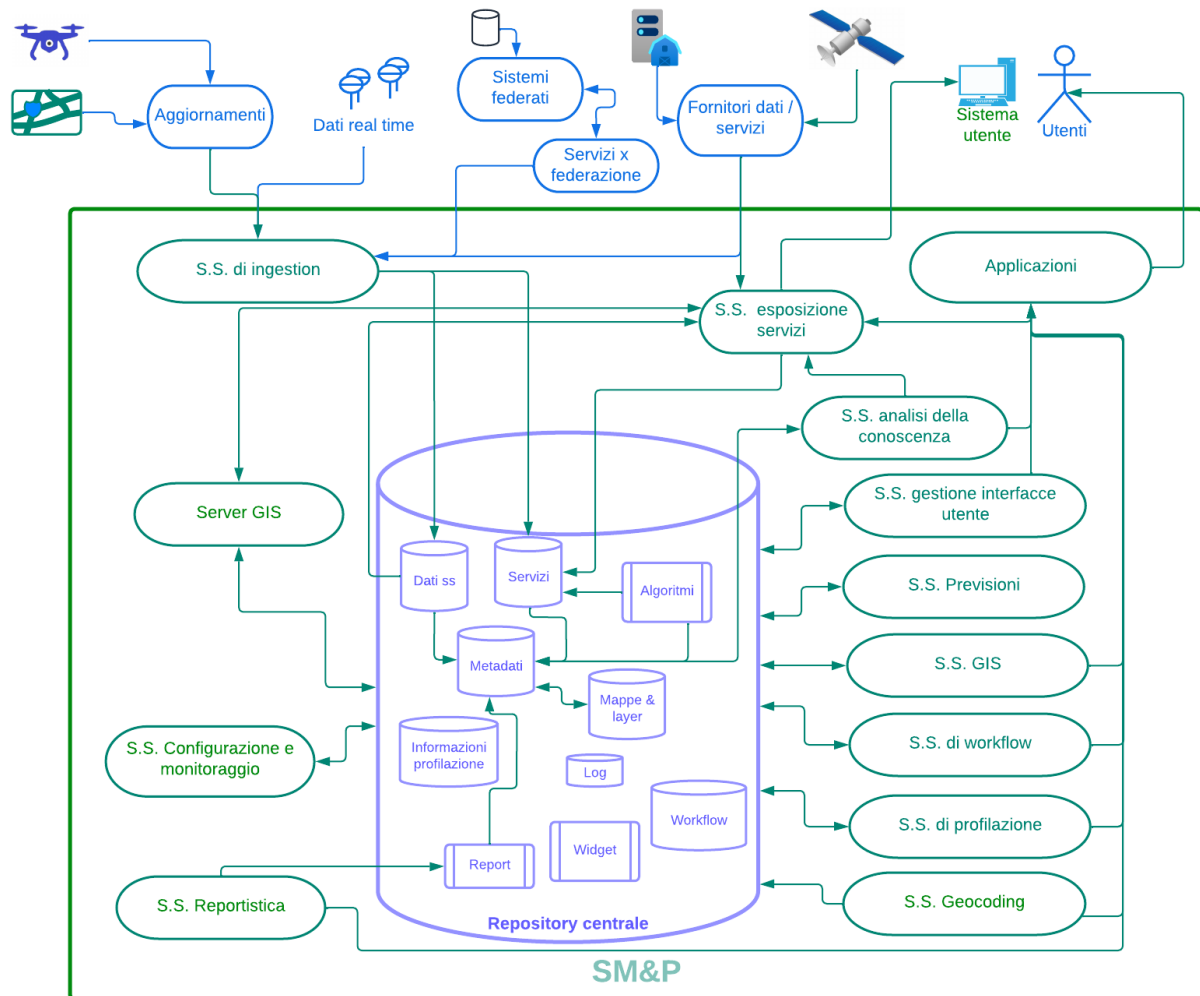 Sistemi
federati
Aggiornamenti
Dati real time
Fornitori dati /
servizi
Sistema
utente
Utenti
Servizi x
federazione
S.S. di ingestion
Applicazioni
S.S. esposizione
servizi
S.S. analisi della
conoscenza
Server GIS
S.S. gestione interfacce
utente
Dati ss
Servizi
Algoritmi
S.S. Previsioni
Metadati
S.S. GIS
Mappe &
layer
Informazioni
profilazione
S.S. di workflow
S.S. Configurazione e
monitoraggio
Log
Workflow
S.S. di profilazione
Widget
Report
S.S. Reportistica
S.S. Geocoding
Repository centrale
SM&P